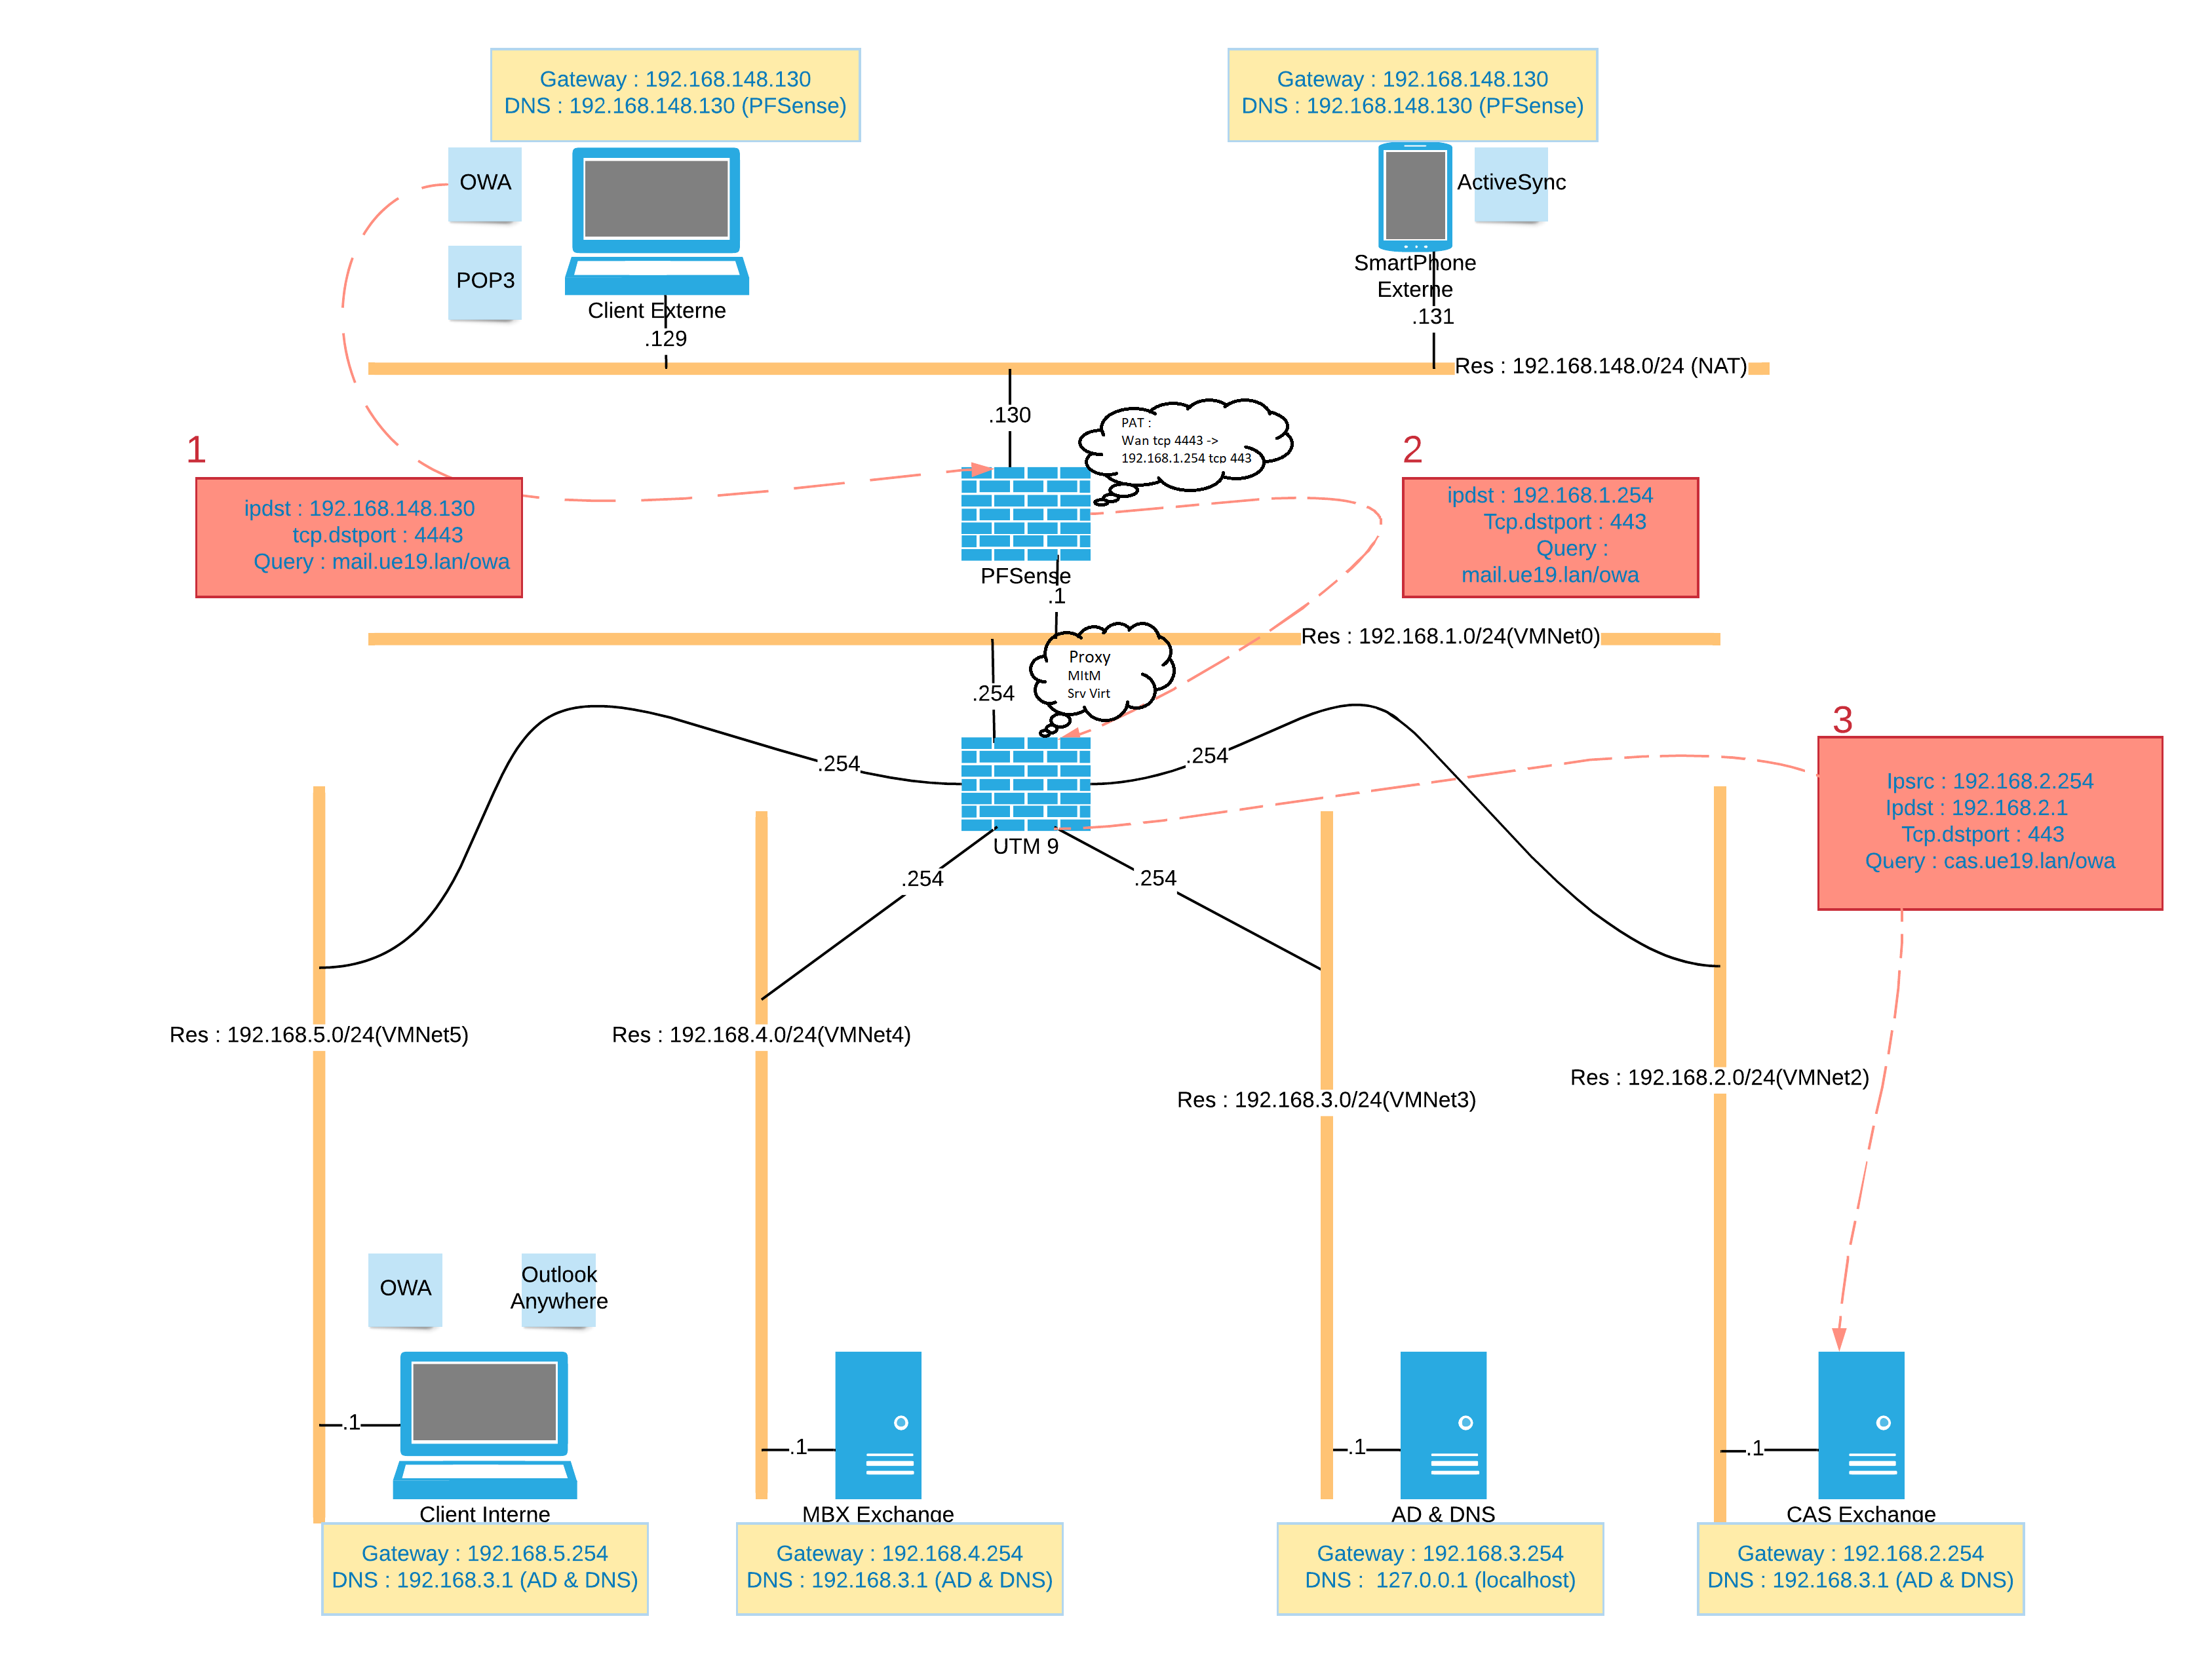 Gateway : 192.168.148.130
DNS : 192.168.148.130 (PFSense)
Gateway : 192.168.148.130
DNS : 192.168.148.130 (PFSense)
OWA
ActiveSync
POP3
SmartPhone
Externe
Client Externe
.129
.131
Res : 192.168.148.0/24 (NAT)
.130
PAT :
Wan tcp 4443 ->
192.168.1.254 tcp 443
1
2
ipdst : 192.168.148.130
tcp.dstport : 4443
Query : mail.ue19.lan/owa
ipdst : 192.168.1.254
Tcp.dstport : 443
Query :
mail.ue19.lan/owa
PFSense
.1
Res : 192.168.1.0/24(VMNet0)
Proxy
MItM
Srv Virt
.254
3
.254
.254
Ipsrc : 192.168.2.254
Ipdst : 192.168.2.1
Tcp.dstport : 443
Query : cas.ue19.lan/owa
UTM 9
.254
.254
Res : 192.168.5.0/24(VMNet5)
Res : 192.168.4.0/24(VMNet4)
Res : 192.168.3.0/24(VMNet3)
Res : 192.168.2.0/24(VMNet2)
OWA
Outlook
Anywhere
.1
.1
.1
.1
Client Interne
MBX Exchange
AD & DNS
CAS Exchange
Gateway : 192.168.5.254
DNS : 192.168.3.1 (AD & DNS)
Gateway : 192.168.4.254
DNS : 192.168.3.1 (AD & DNS)
Gateway : 192.168.3.254
DNS : 127.0.0.1 (localhost)
Gateway : 192.168.2.254
DNS : 192.168.3.1 (AD & DNS)